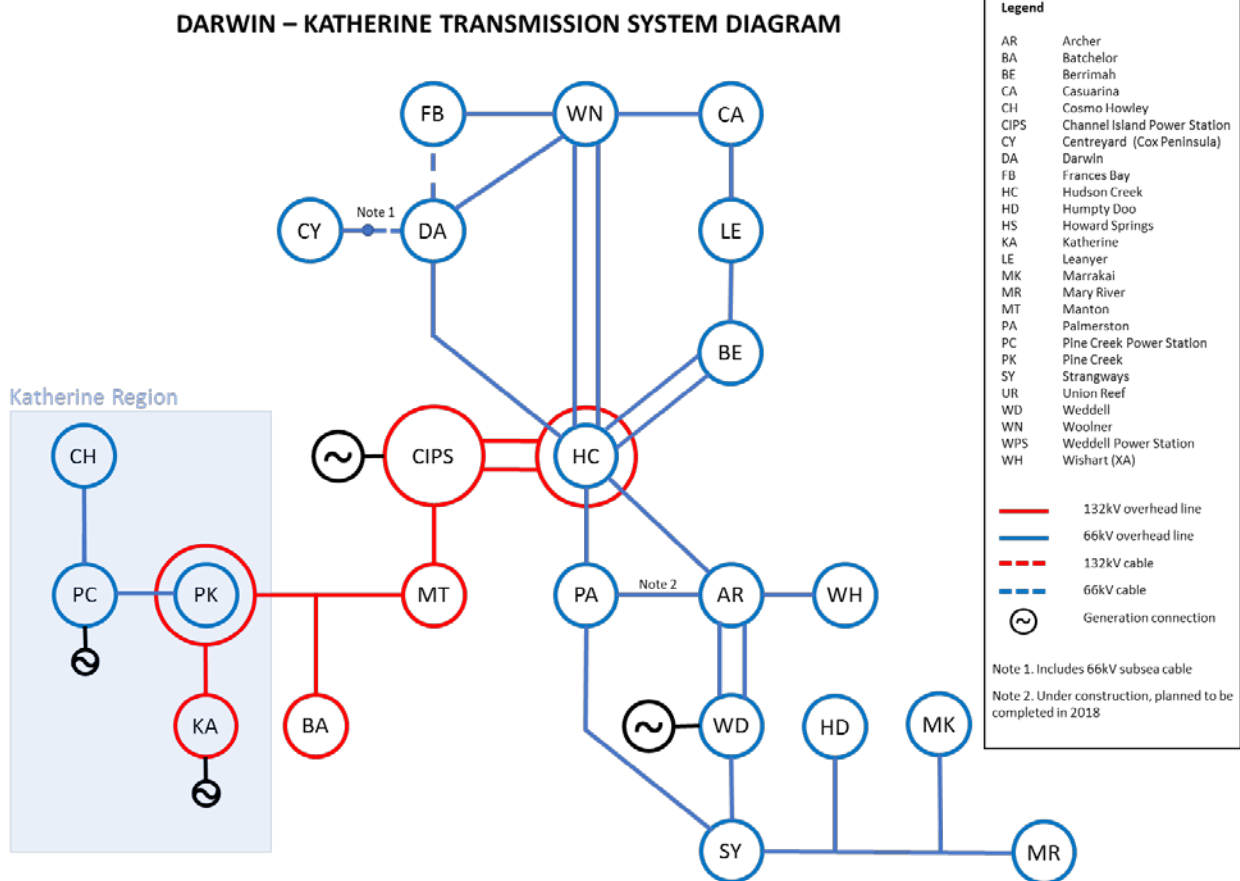 DARWIN – KATHERINE TRANSMISSION SYSTEM DIAGRAM
FB
WN
CA
CY
Note 1
DA
LE
BE
Katherine Region
CH
CIPS
HC
PC
PK
MT
PA
Note 2
AR
WH
KA
BA
WD
HD
MK
SY
MR
Legend
AR Archer
BA Batchelor
BE Berrimah
CA Casuarina
CH Cosmo Howley
CIPS Channel Island Power Station
CY Centreyard (Cox Peninsula)
DA Darwin
FB Frances Bay
HC Hudson Creek
HD Humpty Doo
HS Howard Springs
KA Katherine
LE Leanyer
MK Marrakai
MR Mary River
MT Manton
PA Palmerston
PC Pine Creek Power Station
PK Pine Creek
SY Strangways
UR Union Reef
WD Weddell
WN Woolner
WPS Weddell Power Station
WH Wishart (XA)
132kV overhead line
66kV overhead line
132kV cable
66kV cable
Generation connection
Note 1. Includes 66kV subsea cable
Note 2. Under construction, planned to be
completed in 2018